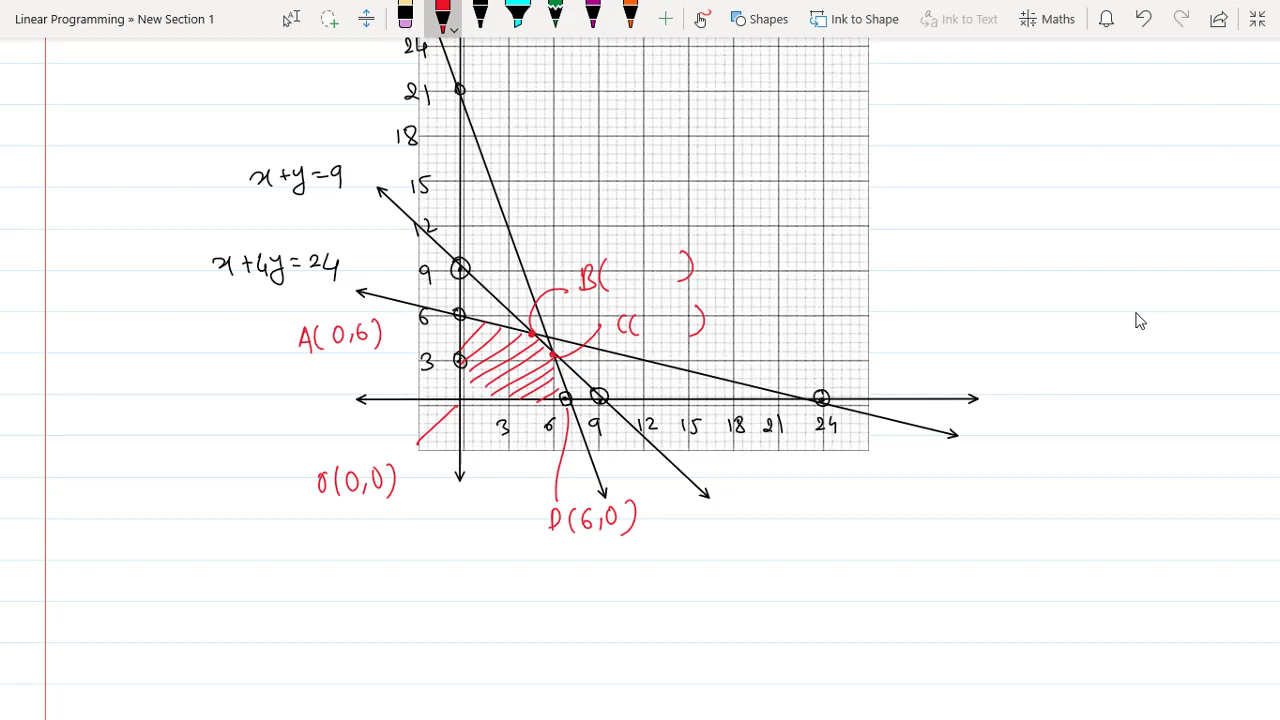 Linear Programming » New Section 1
Shapes
Ink to Shape
Ink to Text
Maths
24
21
18
x+y=9
15
12
x+4y=24
9
B( )
6
A(0,6)
C( )
3
3 6 9 12 15 18 21 24
O(0,0)
D(6,0)